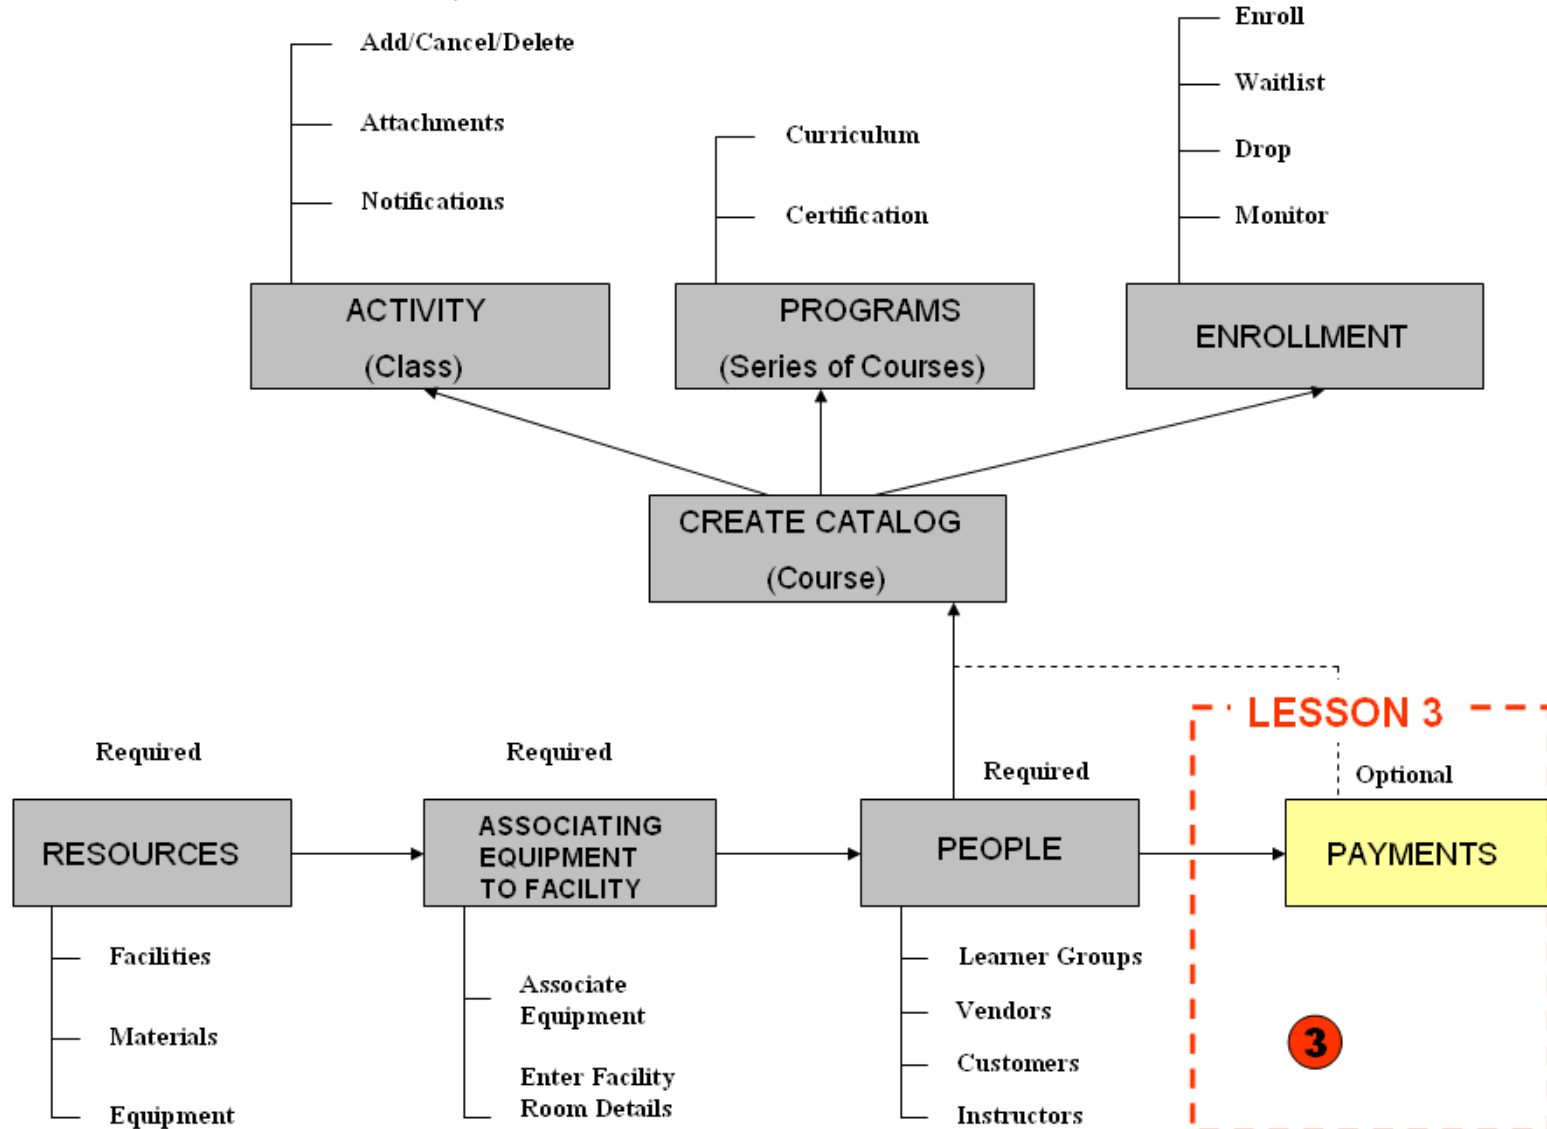 Add/Cancel/Delete
Attachments
Notifications
ACTIVITY
(Class)
Curriculum
Certification
PROGRAMS
(Series of Courses)
Enroll
Waitlist
Drop
Monitor
ENROLLMENT
CREATE CATALOG
(Course)
Required
RESOURCES
Facilities
Materials
Equipment
Required
ASSOCIATING
EQUIPMENT
TO FACILITY
Associate
Equipment
Enter Facility
Room Details
Required
PEOPLE
Learner Groups
Vendors
Customers
Instructors
LESSON 3
Optional
PAYMENTS
3